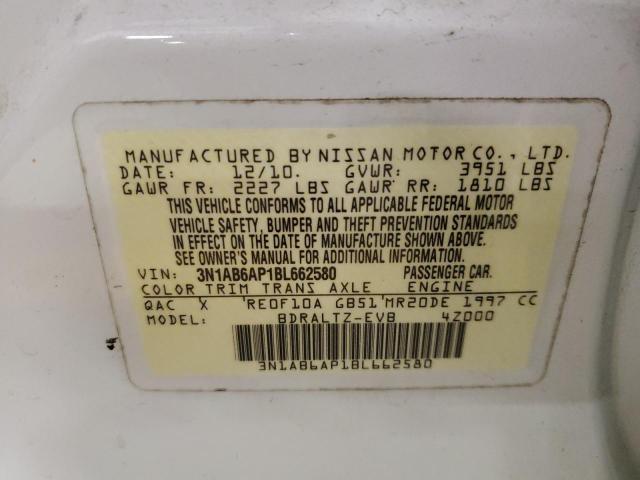 MANUFACTURED BY NISSAN MOTOR CO., LTD.
DATE: 12/10. GVWR: 3951 LBS
GAWR FR: 2227 LBS GAWR RR: 1810 LBS
THIS VEHICLE CONFORMS TO ALL APPLICABLE FEDERAL MOTOR
VEHICLE SAFETY, BUMPER AND THEFT PREVENTION STANDARDS
IN EFFECT ON THE DATE OF MANUFACTURE SHOWN ABOVE.
SEE OWNER'S MANUAL FOR ADDITIONAL INFORMATION.
VIN: 3N1AB6AP1BL662580 PASSENGER CAR.
COLOR TRIM TRANS AXLE ENGINE
QAC X RE0F10A GB51 MR20DE 1997 CC
MODEL: BDRALTZ-EVB 4Z000
3N1AB6AP1BL662580